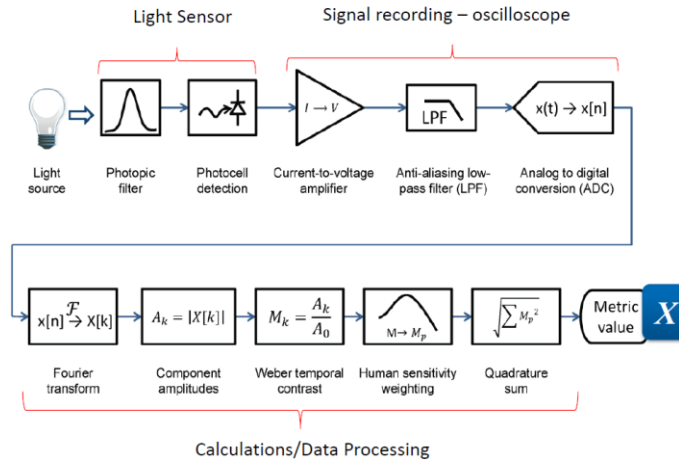 Light Sensor
Signal recording – oscilloscope
I → V
LPF
x(t) → x[n]
Light
source
Photopic
filter
Photocell
detection
Current-to-voltage
amplifier
Anti-aliasing low-
pass filter (LPF)
Analog to digital
conversion (ADC)
x[n] ℱ→ X[k]
A_k = |X[k]|
M_k = A_k/A_0
M→ M_p
√∑ M_p²
Metric
value
X
Fourier
transform
Component
amplitudes
Weber temporal
contrast
Human sensitivity
weighting
Quadrature
sum
Calculations/Data Processing